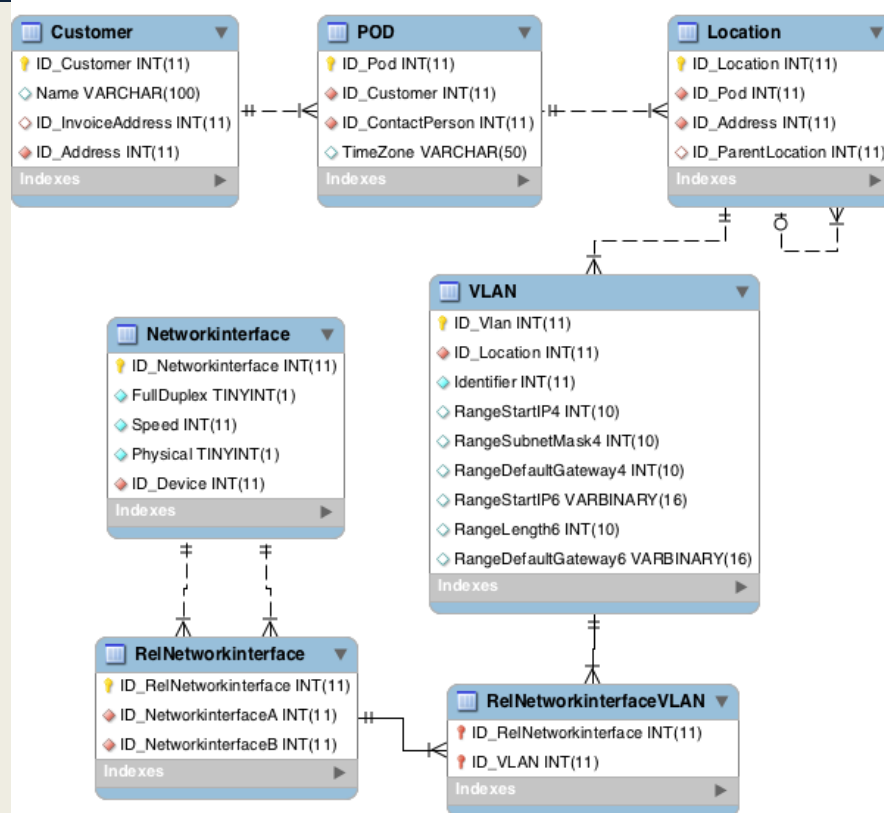 Customer
ID_Customer INT(11)
Name VARCHAR(100)
ID_InvoiceAddress INT(11)
ID_Address INT(11)
Indexes
POD
ID_Pod INT(11)
ID_Customer INT(11)
ID_ContactPerson INT(11)
TimeZone VARCHAR(50)
Indexes
Location
ID_Location INT(11)
ID_Pod INT(11)
ID_Address INT(11)
ID_ParentLocation INT(11)
Indexes
VLAN
ID_Vlan INT(11)
ID_Location INT(11)
Identifier INT(11)
RangeStartIP4 INT(10)
RangeSubnetMask4 INT(10)
RangeDefaultGateway4 INT(10)
RangeStartIP6 VARBINARY(16)
RangeLength6 INT(10)
RangeDefaultGateway6 VARBINARY(16)
Indexes
Networkinterface
ID_Networkinterface INT(11)
FullDuplex TINYINT(1)
Speed INT(11)
Physical TINYINT(1)
ID_Device INT(11)
Indexes
RelNetworkinterface
ID_RelNetworkinterface INT(11)
ID_NetworkinterfaceA INT(11)
ID_NetworkinterfaceB INT(11)
Indexes
RelNetworkinterfaceVLAN
ID_RelNetworkinterface INT(11)
ID_VLAN INT(11)
Indexes